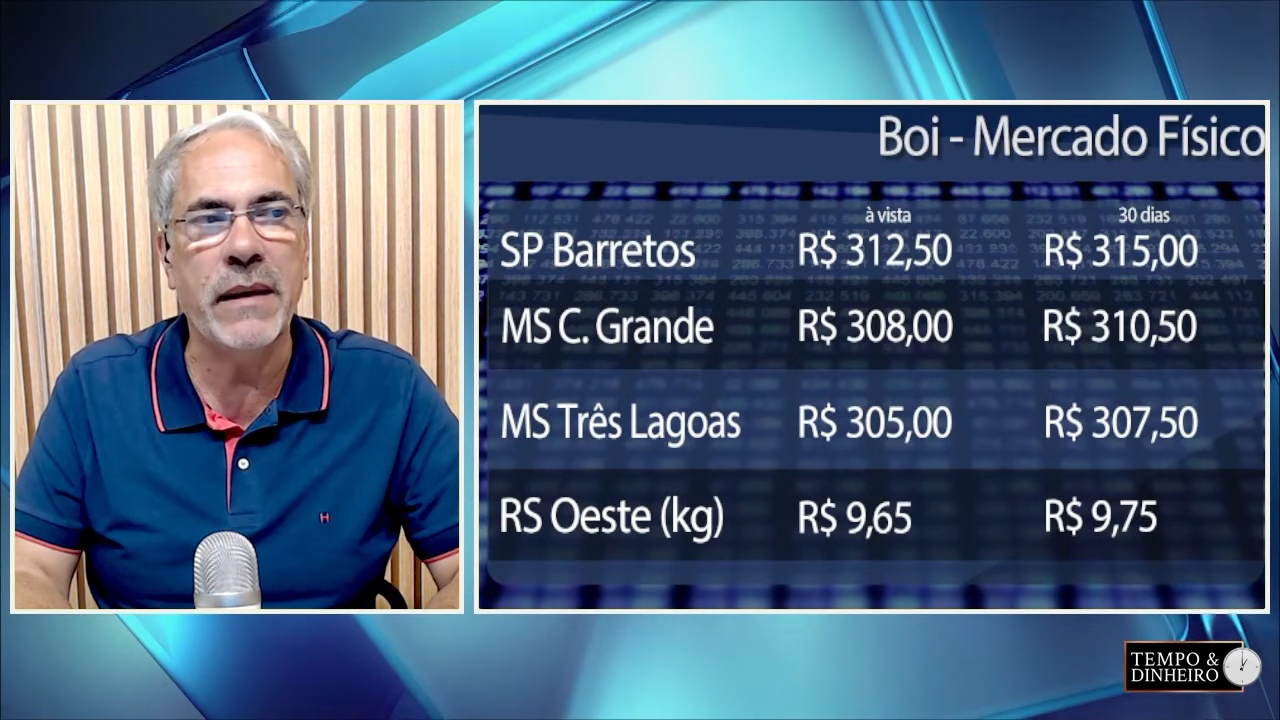 Boi - Mercado Físico
à vista 30 dias
SP Barretos R$ 312,50 R$ 315,00
MS C. Grande R$ 308,00 R$ 310,50
MS Três Lagoas R$ 305,00 R$ 307,50
RS Oeste (kg) R$ 9,65 R$ 9,75
H
TEMPO &
DINHEIRO